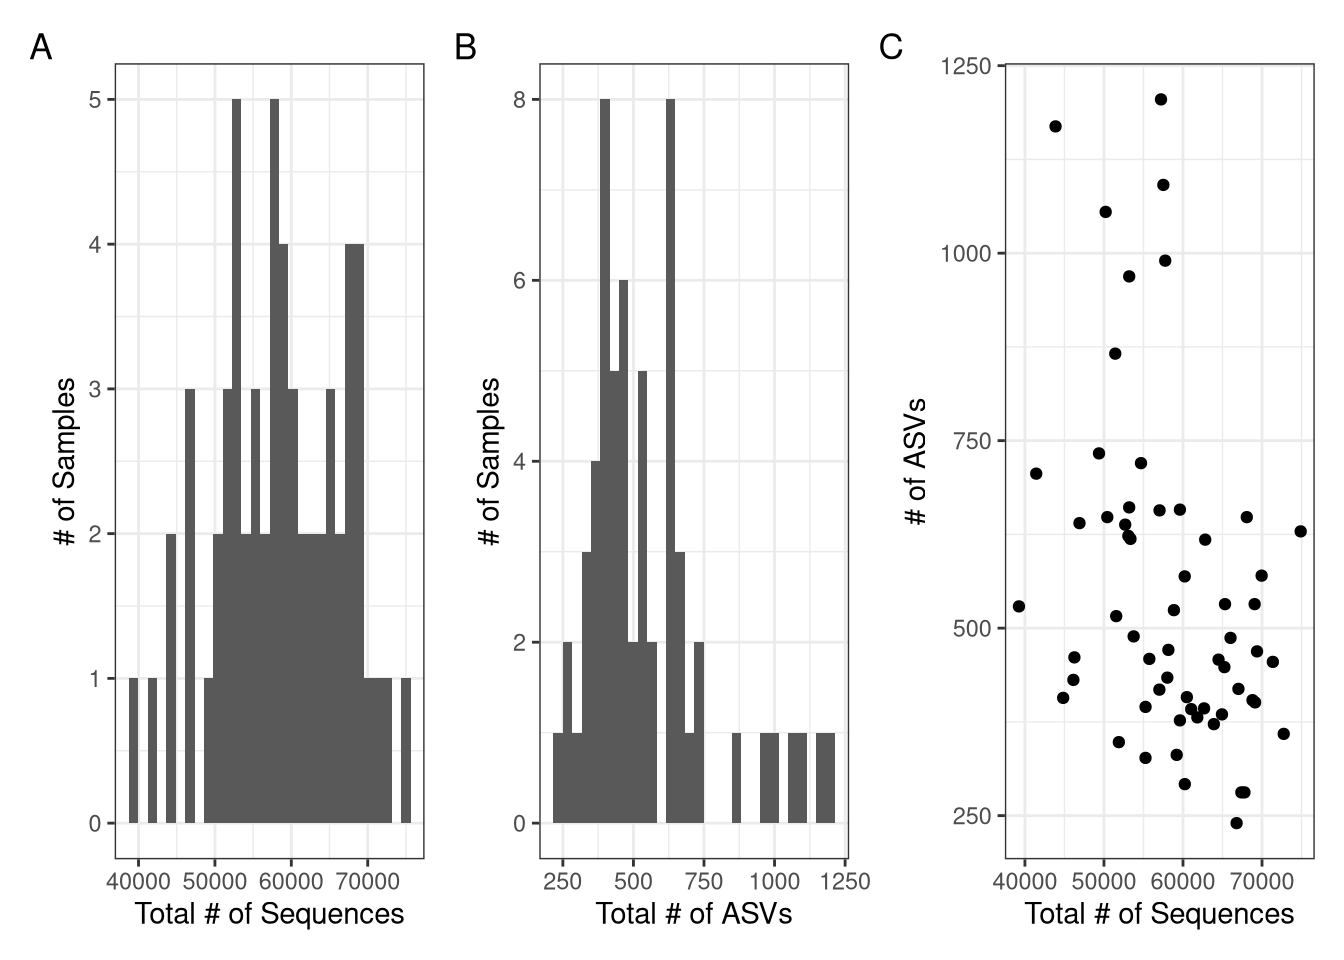 A
5
4
3
2
1
0
# of Samples
40000 50000 60000 70000
Total # of Sequences
B
8
6
4
2
0
# of Samples
250 500 750 1000 1250
Total # of ASVs
C
1250
1000
750
500
250
# of ASVs
40000 50000 60000 70000
Total # of Sequences